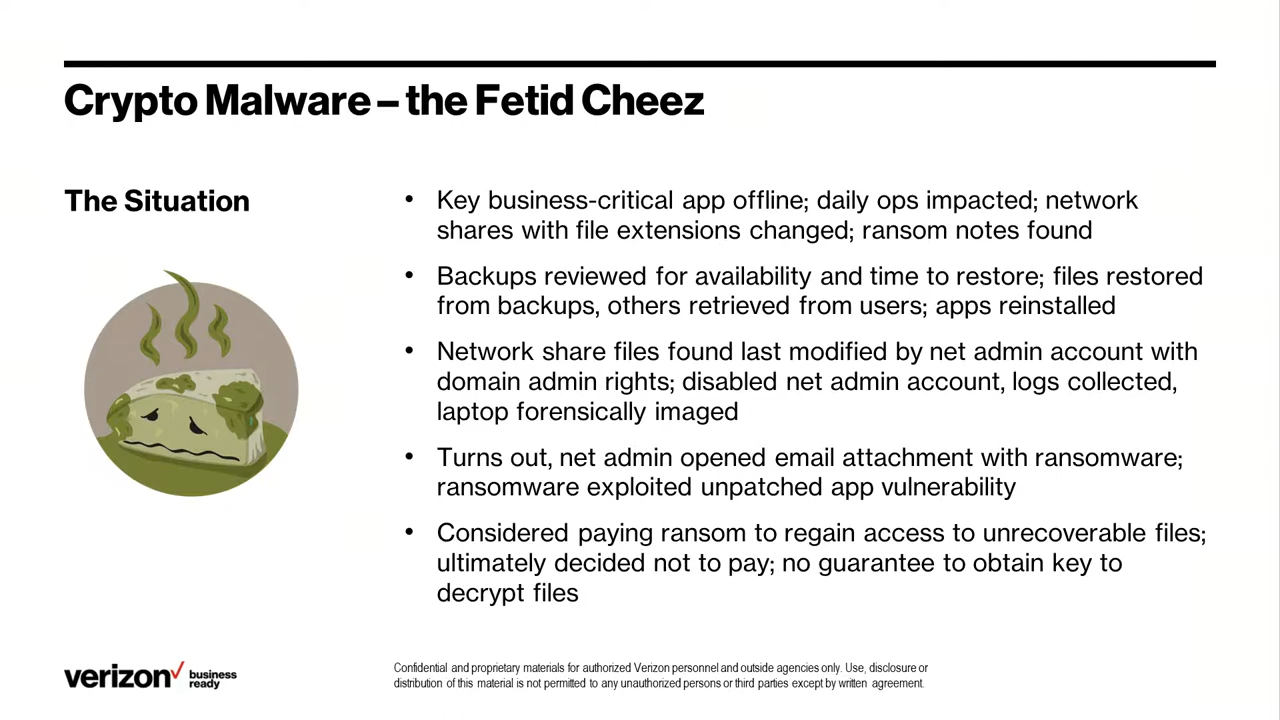 Crypto Malware – the Fetid Cheez
The Situation
• Key business-critical app offline; daily ops impacted; network
shares with file extensions changed; ransom notes found
• Backups reviewed for availability and time to restore; files restored
from backups, others retrieved from users; apps reinstalled
• Network share files found last modified by net admin account with
domain admin rights; disabled net admin account, logs collected,
laptop forensically imaged
• Turns out, net admin opened email attachment with ransomware;
ransomware exploited unpatched app vulnerability
• Considered paying ransom to regain access to unrecoverable files;
ultimately decided not to pay; no guarantee to obtain key to
decrypt files
verizon✓ business
ready
Confidential and proprietary materials for authorized Verizon personnel and outside agencies only. Use, disclosure or
distribution of this material is not permitted to any unauthorized persons or third parties except by written agreement.